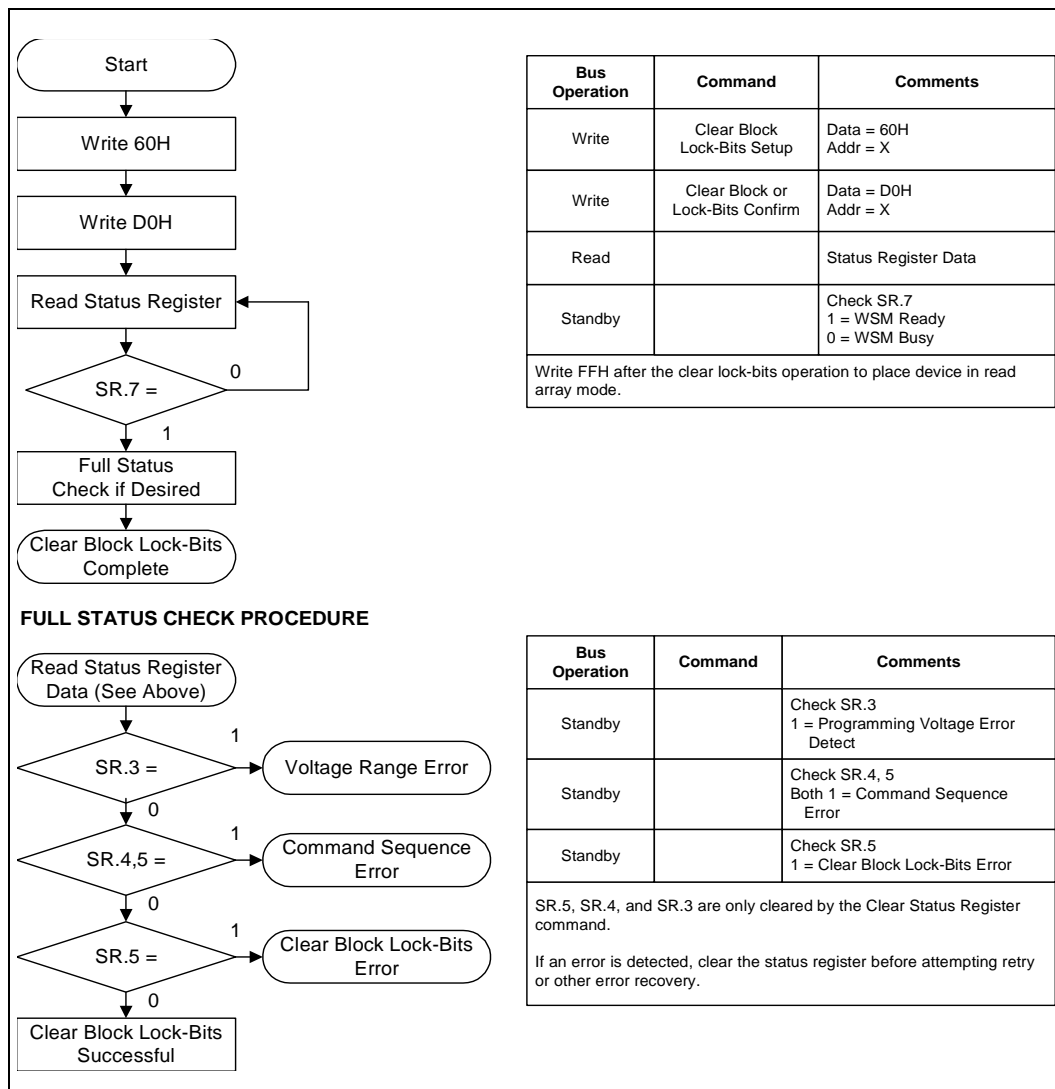 Start
Write 60H
Write D0H
Read Status Register
SR.7 =
0
1
Full Status
Check if Desired
Clear Block Lock-Bits
Complete
Bus
Operation
Command
Comments
Write
Clear Block
Lock-Bits Setup
Data = 60H
Addr = X
Write
Clear Block or
Lock-Bits Confirm
Data = D0H
Addr = X
Read
Status Register Data
Standby
Check SR.7
1 = WSM Ready
0 = WSM Busy
Write FFH after the clear lock-bits operation to place device in read
array mode.
FULL STATUS CHECK PROCEDURE
Read Status Register
Data (See Above)
SR.3 =
1
Voltage Range Error
0
SR.4,5 =
1
Command Sequence
Error
0
SR.5 =
1
Clear Block Lock-Bits
Error
0
Clear Block Lock-Bits
Successful
Bus
Operation
Command
Comments
Standby
Check SR.3
1 = Programming Voltage Error
Detect
Standby
Check SR.4, 5
Both 1 = Command Sequence
Error
Standby
Check SR.5
1 = Clear Block Lock-Bits Error
SR.5, SR.4, and SR.3 are only cleared by the Clear Status Register
command.
If an error is detected, clear the status register before attempting retry
or other error recovery.